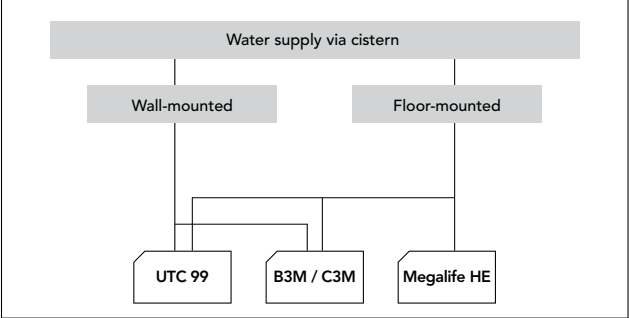 Water supply via cistern
Wall-mounted
Floor-mounted
UTC 99
B3M / C3M
Megalife HE